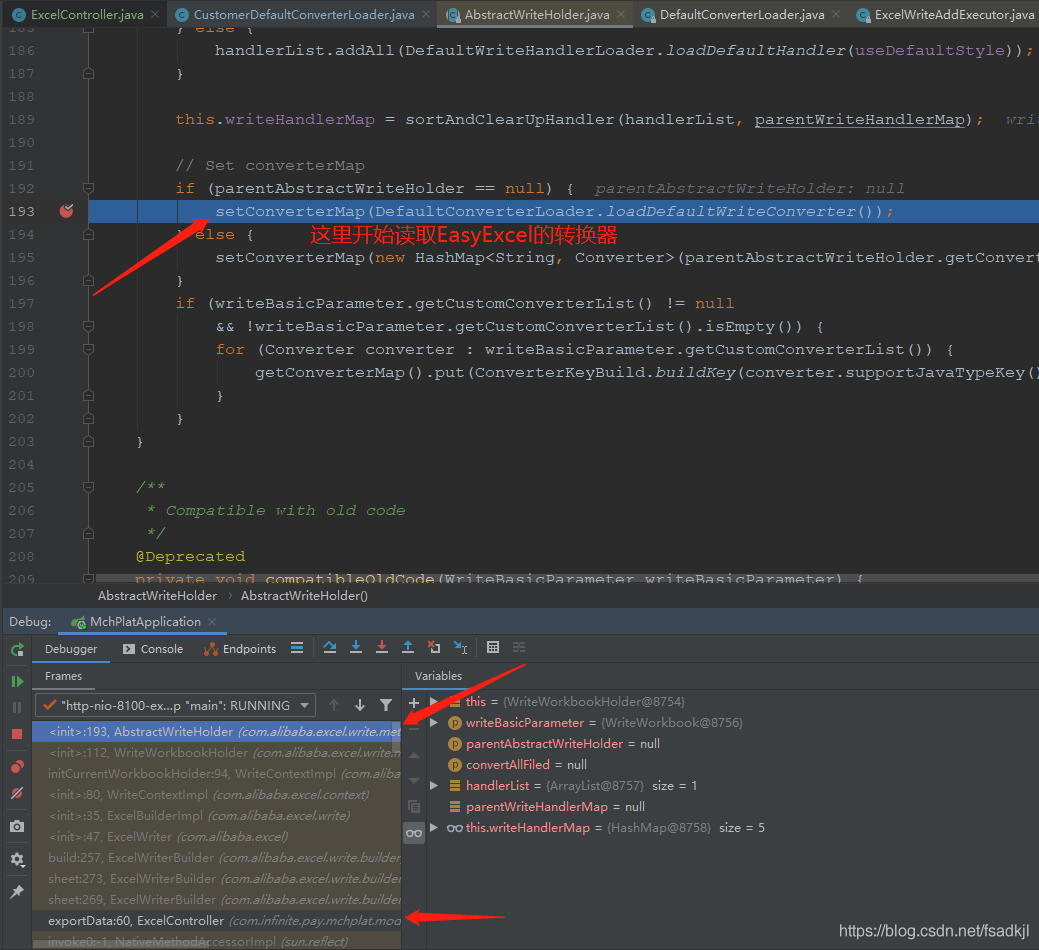 ExcelController.java CustomerDefaultConverterLoader.java AbstractWriteHolder.java DefaultConverterLoader.java ExcelWriteAddExecutor.java
185 } else {
186 handlerList.addAll(DefaultWriteHandlerLoader.loadDefaultHandler(useDefaultStyle));
187 }
188
189 this.writeHandlerMap = sortAndClearUpHandler(handlerList, parentWriteHandlerMap); writ
190
191 // Set converterMap
192 if (parentAbstractWriteHolder == null) { parentAbstractWriteHolder: null
193 setConverterMap(DefaultConverterLoader.loadDefaultWriteConverter());
194 } else { 这里开始读取EasyExcel的转换器
195 setConverterMap(new HashMap<String, Converter>(parentAbstractWriteHolder.getConvert
196 }
197 if (writeBasicParameter.getCustomConverterList() != null
198 && !writeBasicParameter.getCustomConverterList().isEmpty()) {
199 for (Converter converter : writeBasicParameter.getCustomConverterList()) {
200 getConverterMap().put(ConverterKeyBuild.buildKey(converter.supportJavaTypeKey()
201 }
202 }
203 }
204
205 /**
206 * Compatible with old code
207 */
208 @Deprecated
209 private void compatibleOldCode(WriteBasicParameter writeBasicParameter) {
AbstractWriteHolder › AbstractWriteHolder()
Debug: MchPlatApplication
Debugger Console Endpoints
Frames
Variables
"http-nio-8100-ex...p "main": RUNNING
<init>:193, AbstractWriteHolder (com.alibaba.excel.write.met
<init>:112, WriteWorkbookHolder (com.alibaba.excel.write.n
initCurrentWorkbookHolder:94, WriteContextImpl (com.aliba
<init>:80, WriteContextImpl (com.alibaba.excel.context)
<init>:35, ExcelBuilderImpl (com.alibaba.excel.write)
<init>:47, ExcelWriter (com.alibaba.excel)
build:257, ExcelWriterBuilder (com.alibaba.excel.write.builder
sheet:273, ExcelWriterBuilder (com.alibaba.excel.write.builder
sheet:269, ExcelWriterBuilder (com.alibaba.excel.write.builder
exportData:60, ExcelController (com.infinite.pay.mchplat.mod
invoke0:-1, NativeMethodAccessorImpl (sun.reflect)
this = {WriteWorkbookHolder@8754}
writeBasicParameter = {WriteWorkbook@8756}
parentAbstractWriteHolder = null
convertAllFiled = null
handlerList = {ArrayList@8757} size = 1
parentWriteHandlerMap = null
this.writeHandlerMap = {HashMap@8758} size = 5
https://blog.csdn.net/fsadkjl